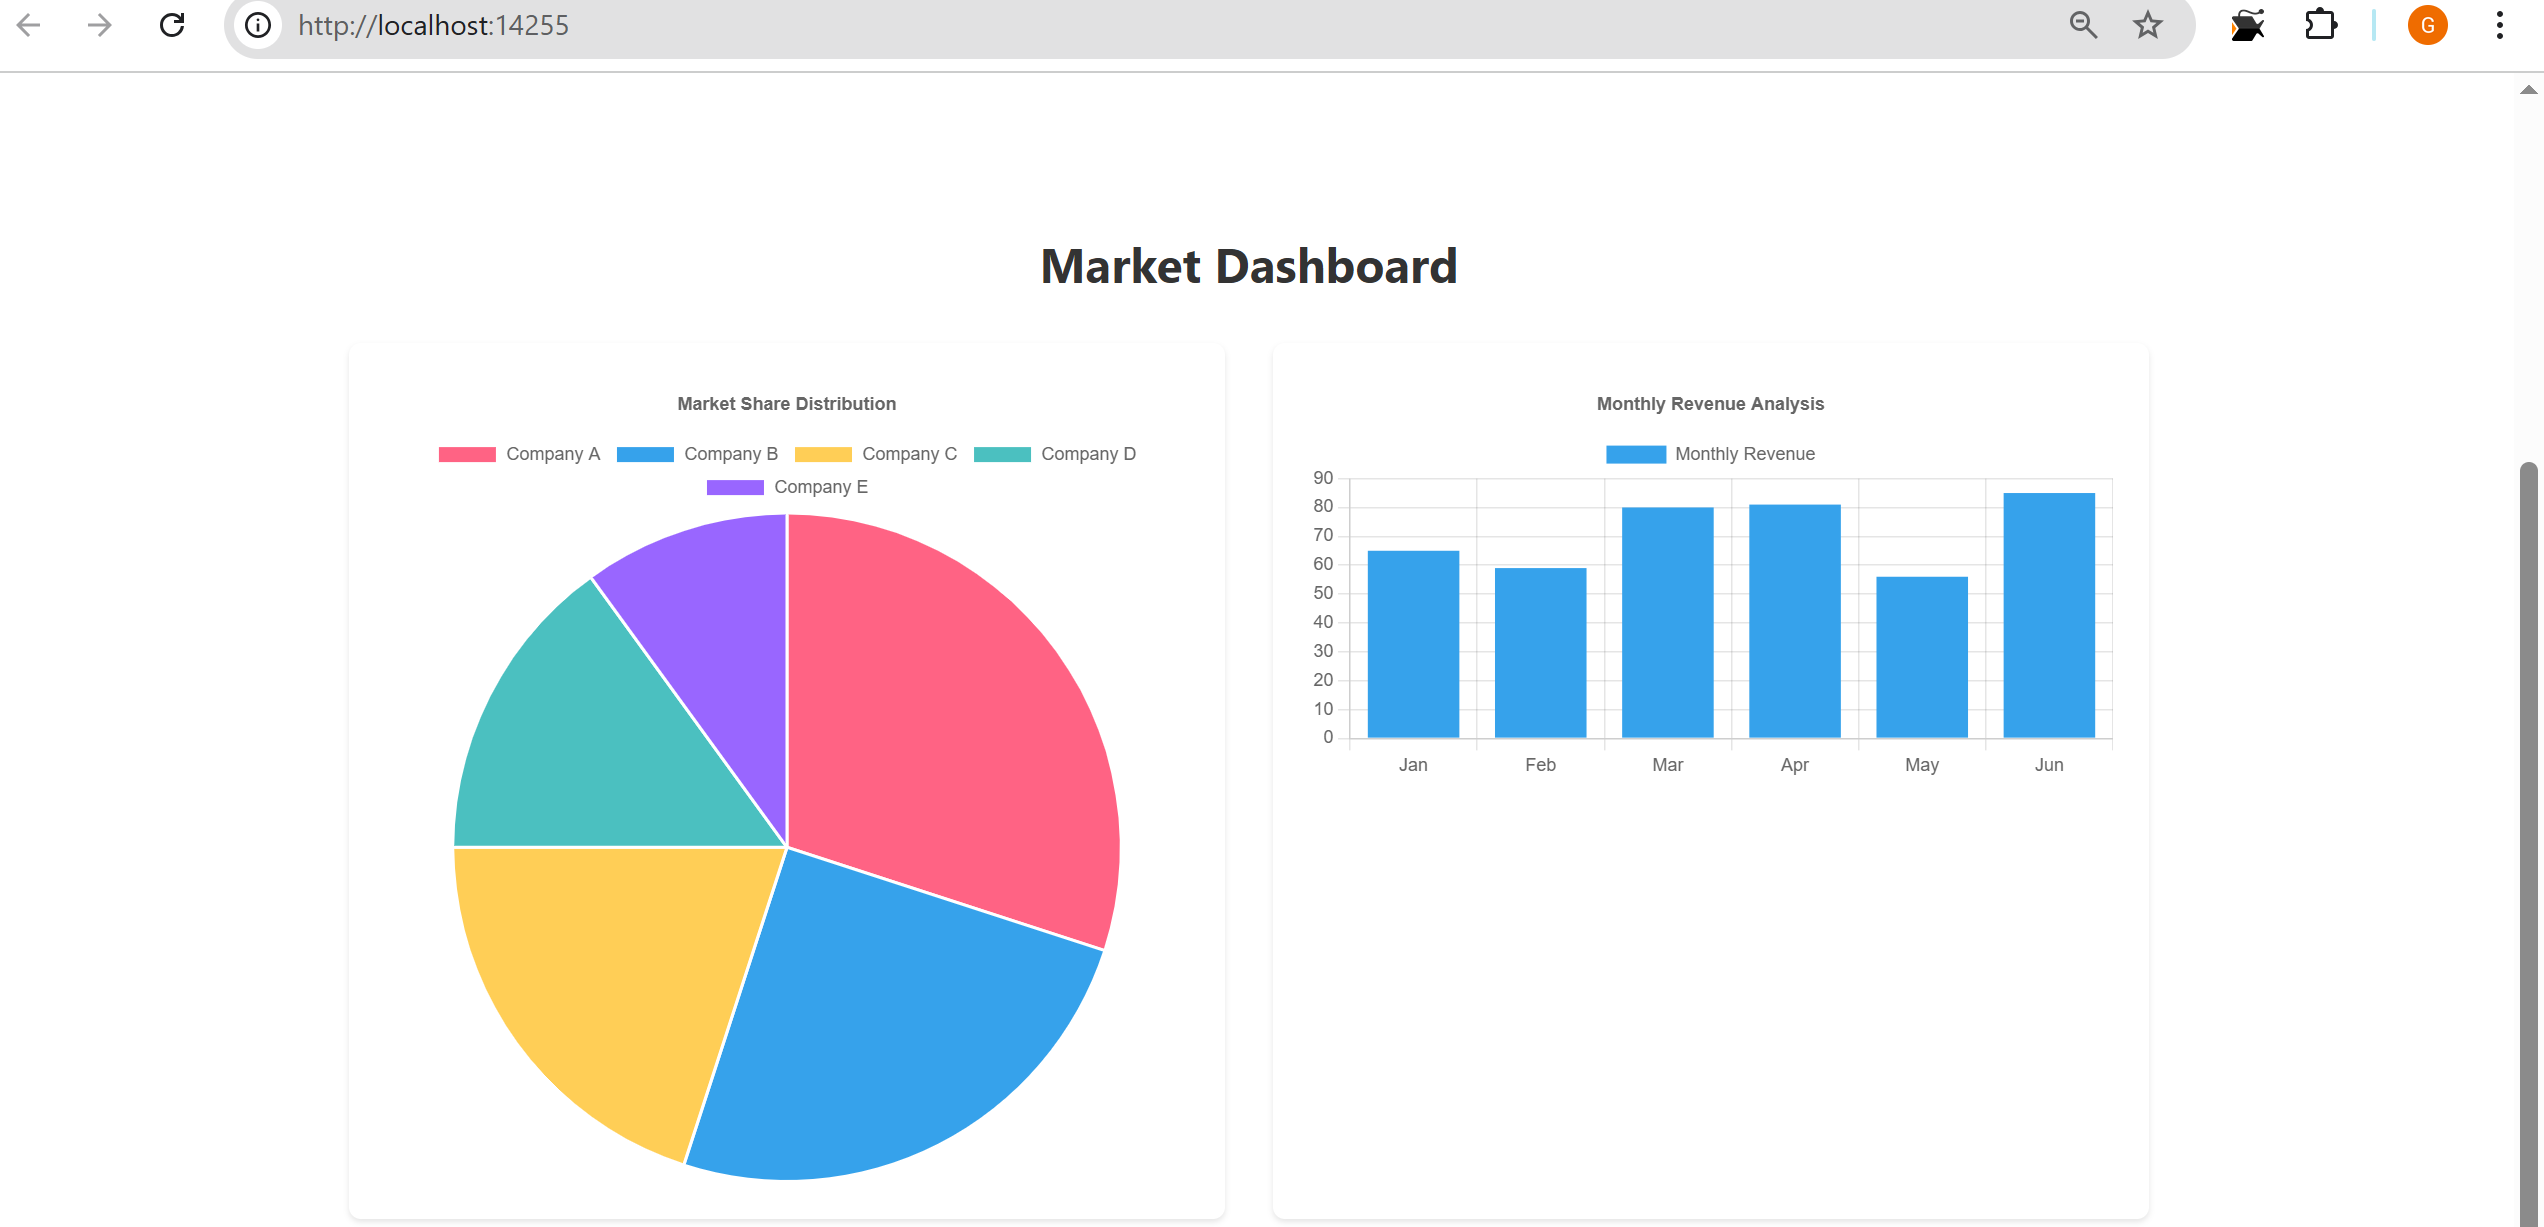 http://localhost:14255
G
Market Dashboard
Market Share Distribution
Company A Company B Company C Company D
Company E
Monthly Revenue Analysis
Monthly Revenue
90
80
70
60
50
40
30
20
10
0
Jan Feb Mar Apr May Jun